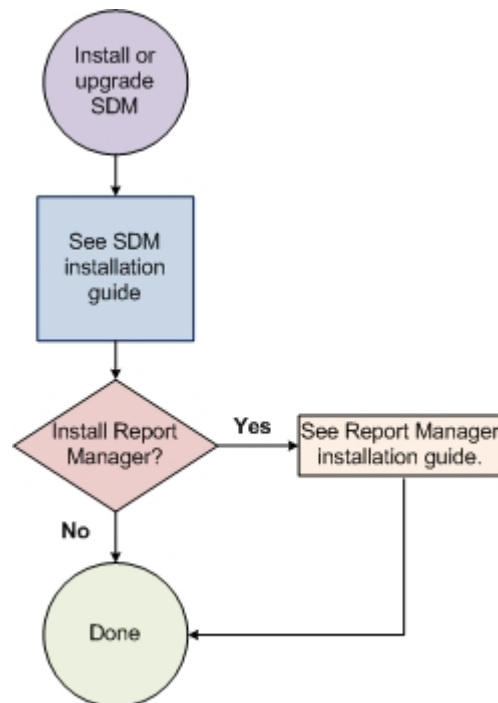 Install or
upgrade
SDM
See SDM
installation
guide
Install Report
Manager?
Yes
See Report Manager
installation guide.
No
Done